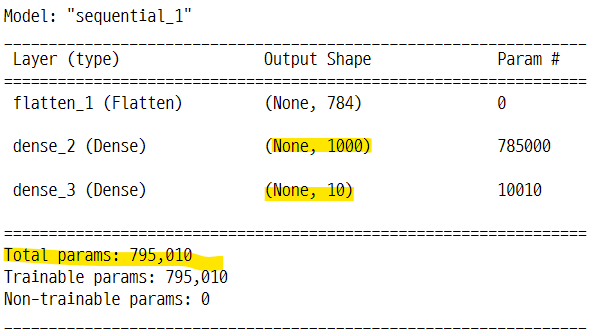 Model: "sequential_1"
_________________________________________________________________
Layer (type) Output Shape Param #
=================================================================
flatten_1 (Flatten) (None, 784) 0
dense_2 (Dense) (None, 1000) 785000
dense_3 (Dense) (None, 10) 10010
=================================================================
Total params: 795,010
Trainable params: 795,010
Non-trainable params: 0
_________________________________________________________________